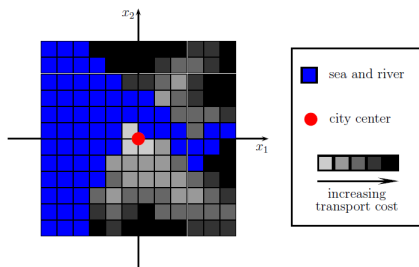 x₂
x₁
sea and river
city center
increasing
transport cost